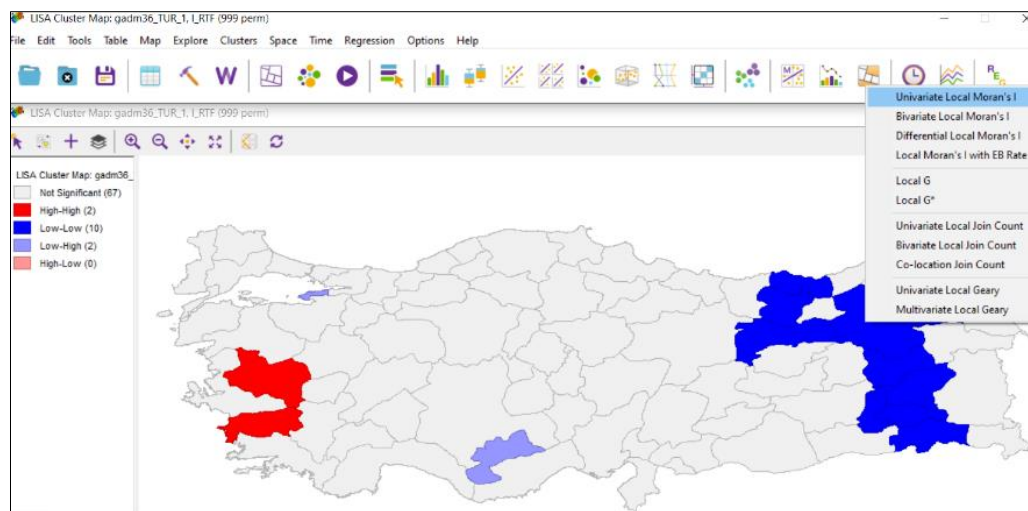 LISA Cluster Map: gadm36_TUR_1, I_RTF (999 perm)
File Edit Tools Table Map Explore Clusters Space Time Regression Options Help
W
LISA Cluster Map: gadm36_TUR_1, I_RTF (999 perm)
LISA Cluster Map: gadm36_
Not Significant (67)
High-High (2)
Low-Low (10)
Low-High (2)
High-Low (0)
Univariate Local Moran's I
Bivariate Local Moran's I
Differential Local Moran's I
Local Moran's I with EB Rate
Local G
Local G*
Univariate Local Join Count
Bivariate Local Join Count
Co-location Join Count
Univariate Local Geary
Multivariate Local Geary